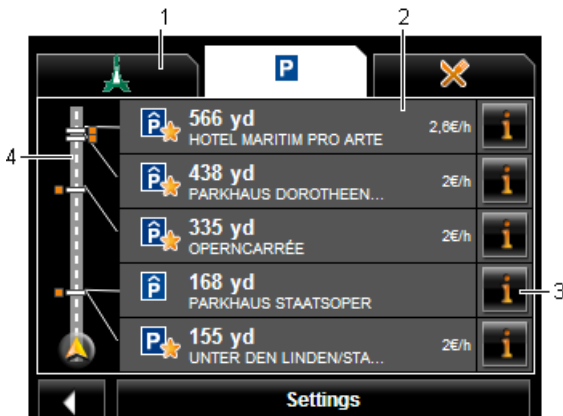 1
2
P
566 yd
HOTEL MARITIM PRO ARTE
2,6€/h
i
4
438 yd
PARKHAUS DOROTHEEN...
2€/h
i
335 yd
OPERNCARRÉE
2€/h
i
168 yd
PARKHAUS STAATSOPER
i
3
155 yd
UNTER DEN LINDEN/STA...
2€/h
i
Settings